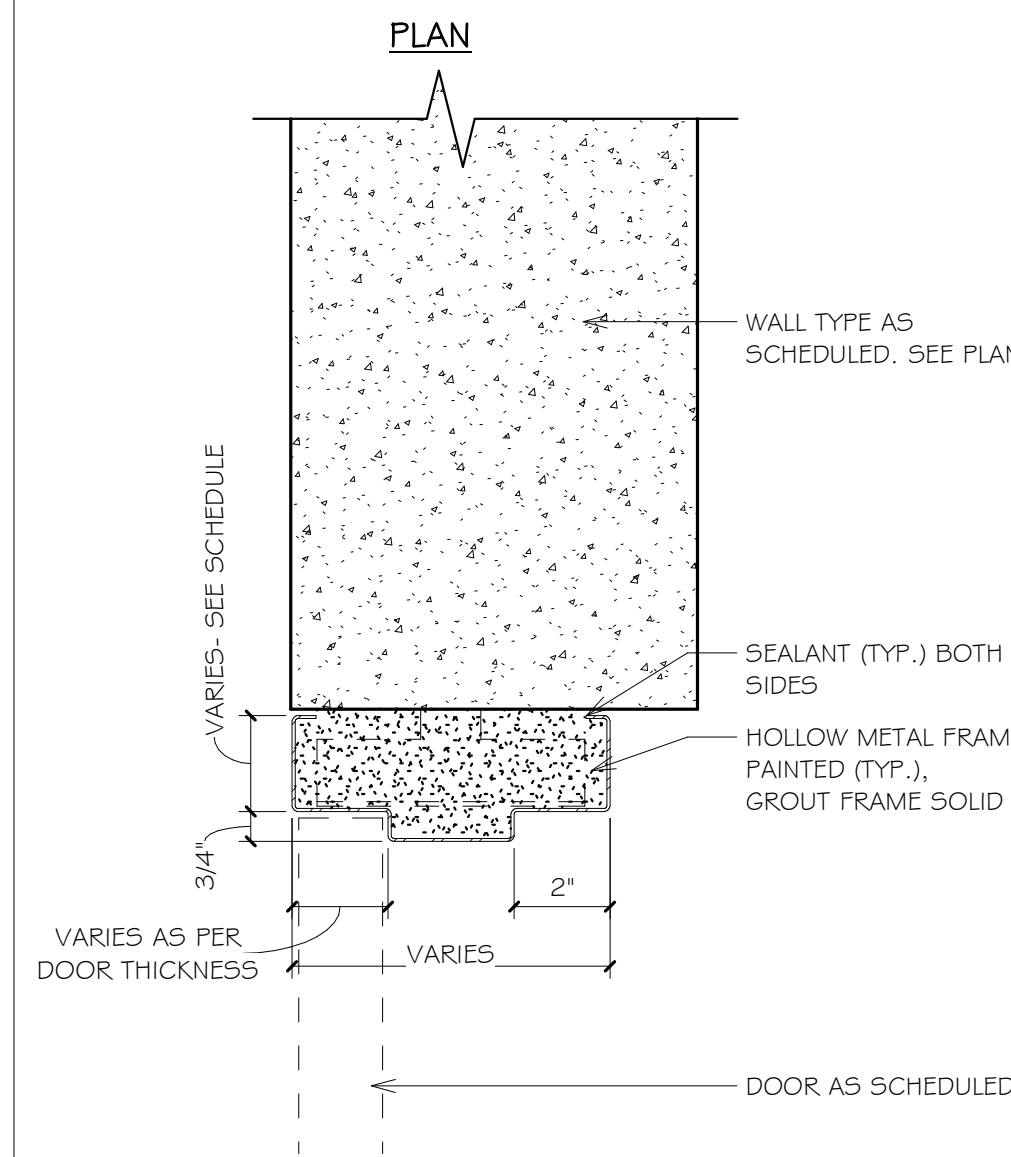 PLAN
WALL TYPE AS
SCHEDULED. SEE PLAN
VARIES- SEE SCHEDULE
SEALANT (TYP.) BOTH
SIDES
HOLLOW METAL FRAM
PAINTED (TYP.),
GROUT FRAME SOLID
3/4"
2"
VARIES AS PER
DOOR THICKNESS
VARIES
DOOR AS SCHEDULED